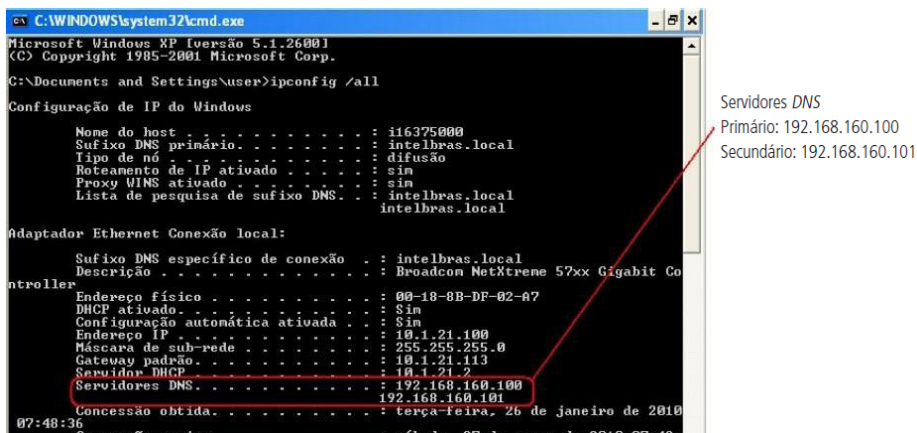 C:\WINDOWS\system32\cmd.exe
Microsoft Windows XP [versão 5.1.2600]
(C) Copyright 1985-2001 Microsoft Corp.
C:\Documents and Settings\user>ipconfig /all
Configuração de IP do Windows
Nome do host . . . . . . . . . . . : i16375000
Sufixo DNS primário. . . . . . . . : intelbras.local
Tipo de nó . . . . . . . . . . . . : difusão
Roteamento de IP ativado . . . . . : sim
Proxy WINS ativado . . . . . . . . : sim
Lista de pesquisa de sufixo DNS. . : intelbras.local
intelbras.local
Adaptador Ethernet Conexão local:
Sufixo DNS específico de conexão . : intelbras.local
Descrição . . . . . . . . . . . . . : Broadcom NetXtreme 57xx Gigabit Co
ntroller
Endereço físico . . . . . . . . . . : 00-18-8B-DF-02-A7
DHCP ativado. . . . . . . . . . . . : Sim
Configuração automática ativada . . : Sim
Endereço IP . . . . . . . . . . . . : 10.1.21.100
Máscara de sub-rede . . . . . . . . : 255.255.255.0
Gateway padrão. . . . . . . . . . . : 10.1.21.113
Servidor DHCP . . . . . . . . . . . : 10.1.21.2
Servidores DNS. . . . . . . . . . . : 192.168.160.100
192.168.160.101
Concessão obtida. . . . . . . . . . : terça-feira, 26 de janeiro de 2010
07:48:36
Servidores DNS
Primário: 192.168.160.100
Secundário: 192.168.160.101